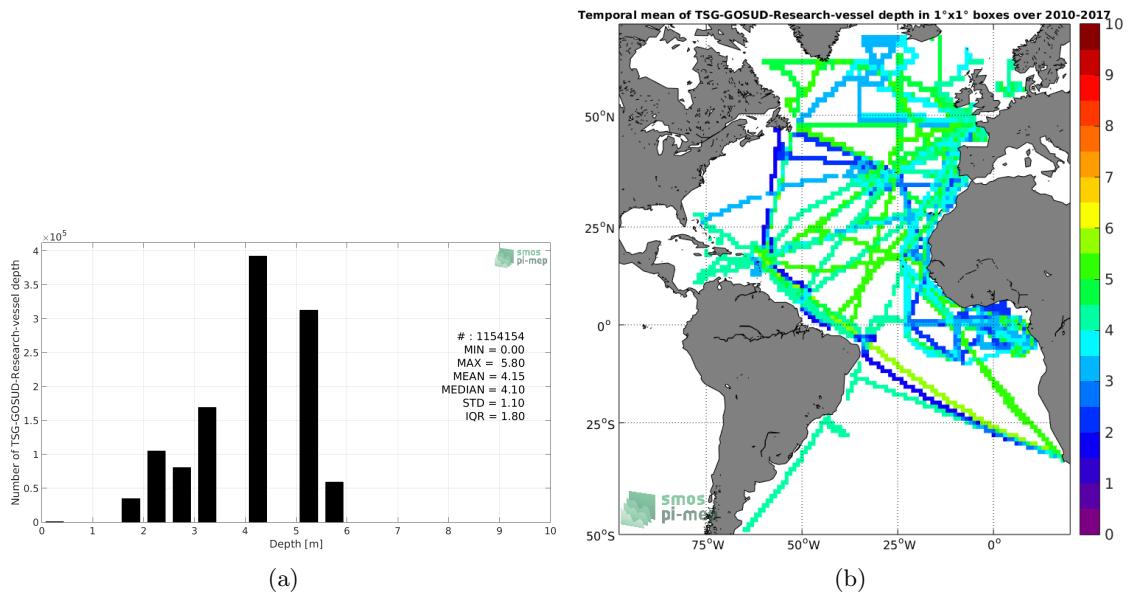 ×10⁵
4
3.5
3
2.5
2
1.5
1
0.5
0
Number of TSG-GOSUD-Research-vessel depth
smos
pi-mep
# : 1154154
MIN = 0.00
MAX = 5.80
MEAN = 4.15
MEDIAN = 4.10
STD = 1.10
IQR = 1.80
0 1 2 3 4 5 6 7 8 9 10
Depth [m]
(a)
Temporal mean of TSG-GOSUD-Research-vessel depth in 1°x1° boxes over 2010-2017
50°N
25°N
0°
25°S
50°S
75°W 50°W 25°W 0°
smos
pi-mep
10
9
8
7
6
5
4
3
2
1
0
(b)